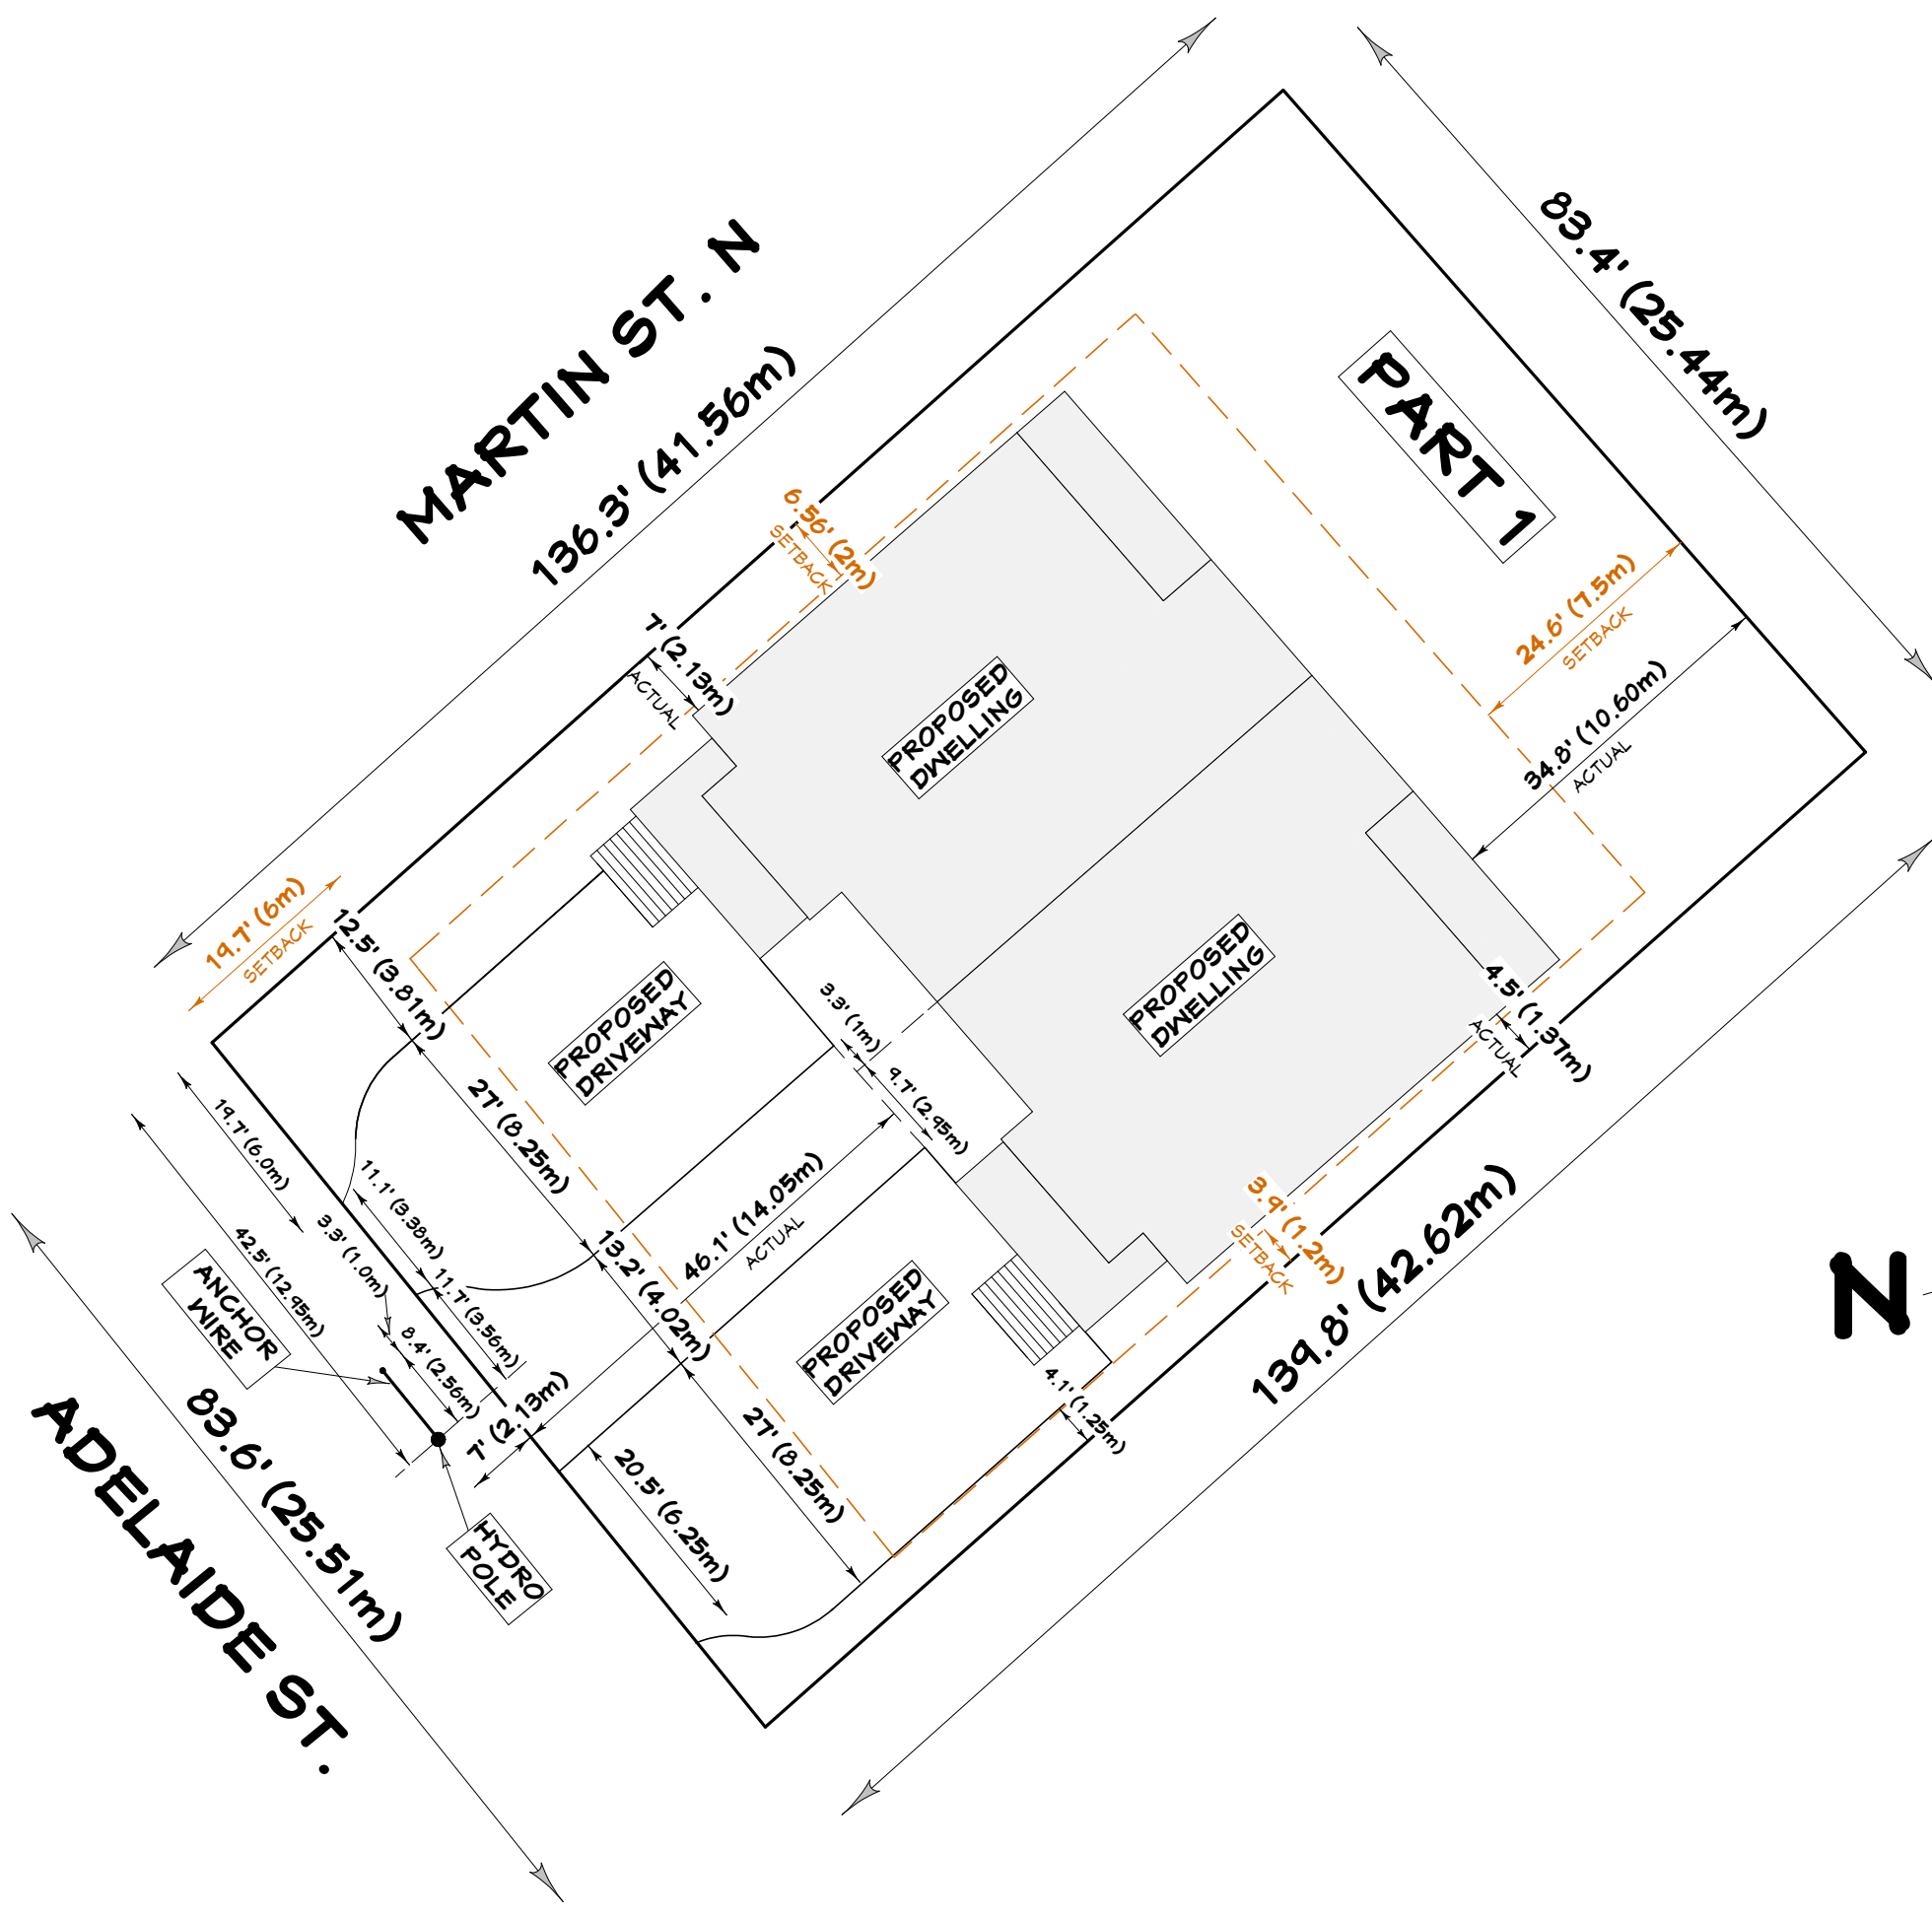 MARTIN ST. N
136.3' (41.56m)
83.4' (25.44m)
PART 1
6.56' (2m)
SETBACK
7' (2.13m)
ACTUAL
24.6' (7.5m)
SETBACK
34.8' (10.60m)
ACTUAL
PROPOSED
DWELLING
19.7' (6m)
SETBACK
12.5' (3.81m)
PROPOSED
DRIVEWAY
PROPOSED
DWELLING
3.3' (1m)
9.7' (2.95m)
4.5' (1.37m)
ACTUAL
27' (8.25m)
19.7' (6.0m)
11.1' (3.38m)
46.1' (14.05m)
ACTUAL
3.9' (1.2m)
SETBACK
139.8' (42.62m)
N
42.5' (12.95m)
3.3' (1.0m)
11.7' (3.56m)
13.2' (4.02m)
PROPOSED
DRIVEWAY
ANCHOR
WIRE
8.4' (2.56m)
7' (2.13m)
4.1' (1.25m)
27' (8.25m)
20.5' (6.25m)
83.6' (25.51m)
HYDRO
POLE
ADELAIDE ST.